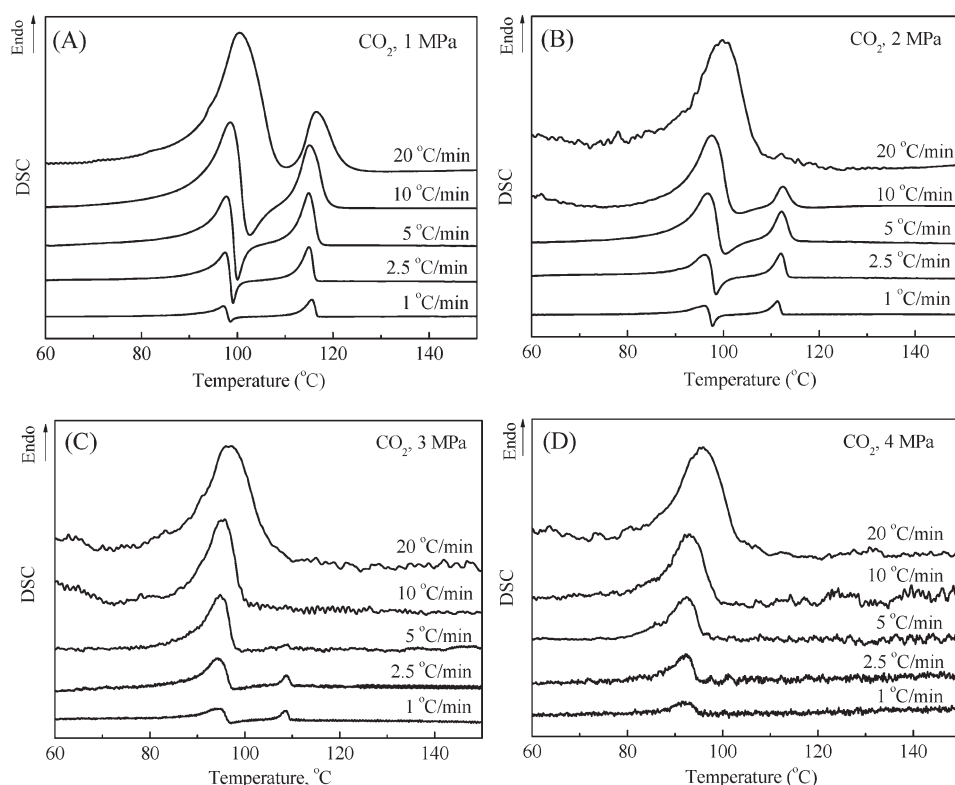 Endo
(A)
CO2, 1 MPa
DSC
20 °C/min
10 °C/min
5 °C/min
2.5 °C/min
1 °C/min
60 80 100 120 140
Temperature (°C)
Endo
(B)
CO2, 2 MPa
DSC
20 °C/min
10 °C/min
5 °C/min
2.5 °C/min
1 °C/min
60 80 100 120 140
Temperature (°C)
Endo
(C)
CO2, 3 MPa
DSC
20 °C/min
10 °C/min
5 °C/min
2.5 °C/min
1 °C/min
60 80 100 120 140
Temperature, °C
Endo
(D)
CO2, 4 MPa
DSC
20 °C/min
10 °C/min
5 °C/min
2.5 °C/min
1 °C/min
60 80 100 120 140
Temperature (°C)